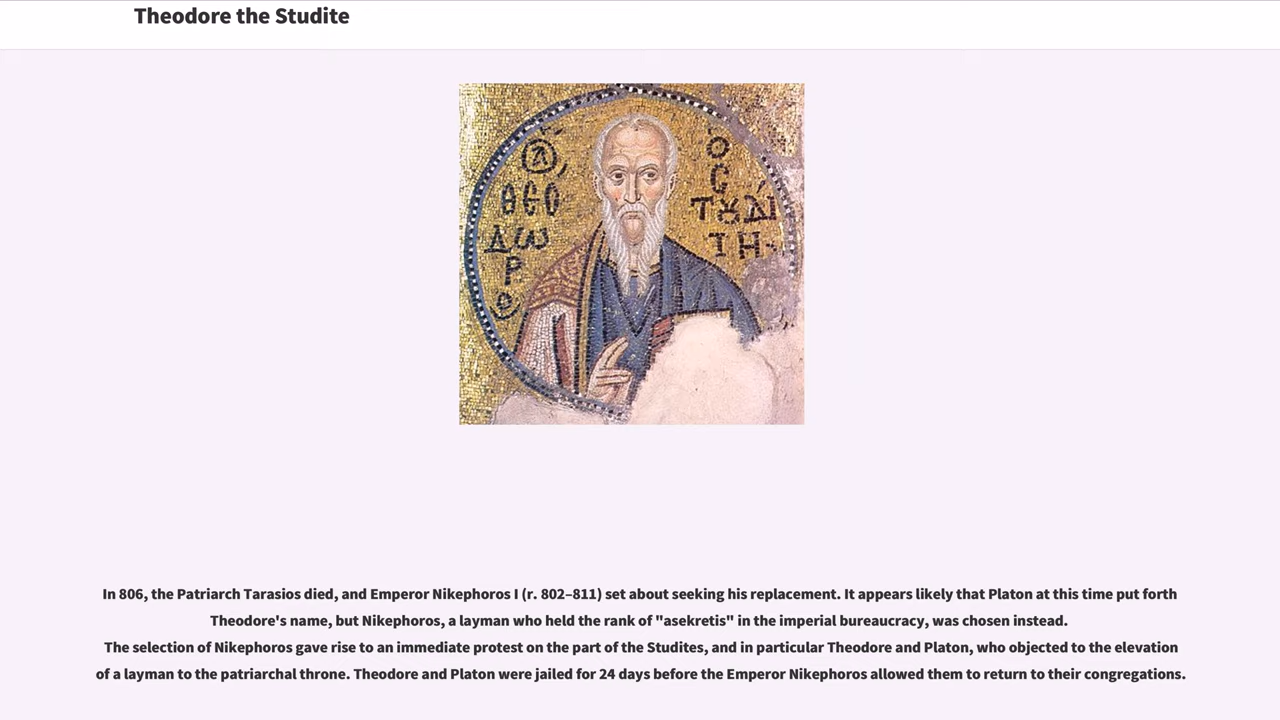 Theodore the Studite
Ο
ΘΕΟ
Δω
Ρ
Ο
Ο
С
ΤȣΔΙ
ΤΗ
In 806, the Patriarch Tarasios died, and Emperor Nikephoros I (r. 802–811) set about seeking his replacement. It appears likely that Platon at this time put forth
Theodore's name, but Nikephoros, a layman who held the rank of "asekretis" in the imperial bureaucracy, was chosen instead.
The selection of Nikephoros gave rise to an immediate protest on the part of the Studites, and in particular Theodore and Platon, who objected to the elevation
of a layman to the patriarchal throne. Theodore and Platon were jailed for 24 days before the Emperor Nikephoros allowed them to return to their congregations.